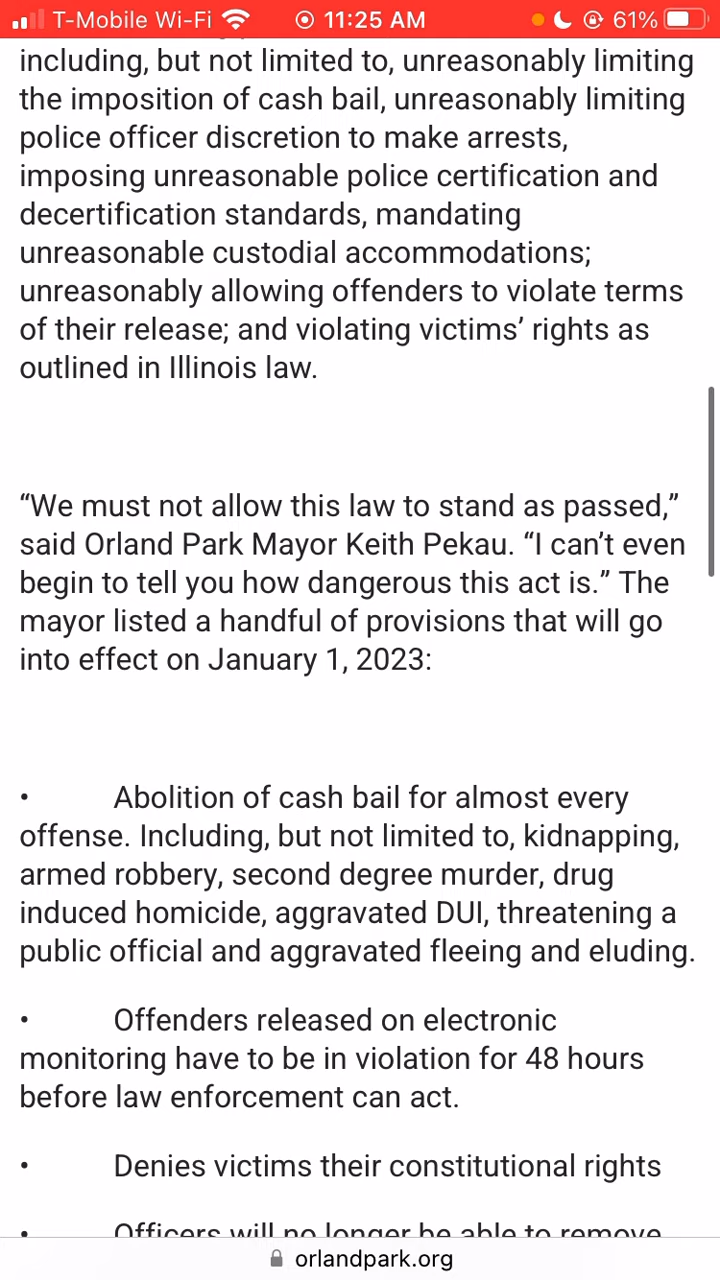 T-Mobile Wi-Fi 11:25 AM 61%
including, but not limited to, unreasonably limiting
the imposition of cash bail, unreasonably limiting
police officer discretion to make arrests,
imposing unreasonable police certification and
decertification standards, mandating
unreasonable custodial accommodations;
unreasonably allowing offenders to violate terms
of their release; and violating victims’ rights as
outlined in Illinois law.
“We must not allow this law to stand as passed,”
said Orland Park Mayor Keith Pekau. “I can’t even
begin to tell you how dangerous this act is.” The
mayor listed a handful of provisions that will go
into effect on January 1, 2023:
• Abolition of cash bail for almost every
offense. Including, but not limited to, kidnapping,
armed robbery, second degree murder, drug
induced homicide, aggravated DUI, threatening a
public official and aggravated fleeing and eluding.
• Offenders released on electronic
monitoring have to be in violation for 48 hours
before law enforcement can act.
• Denies victims their constitutional rights
• Officers will no longer be able to remove
orlandpark.org